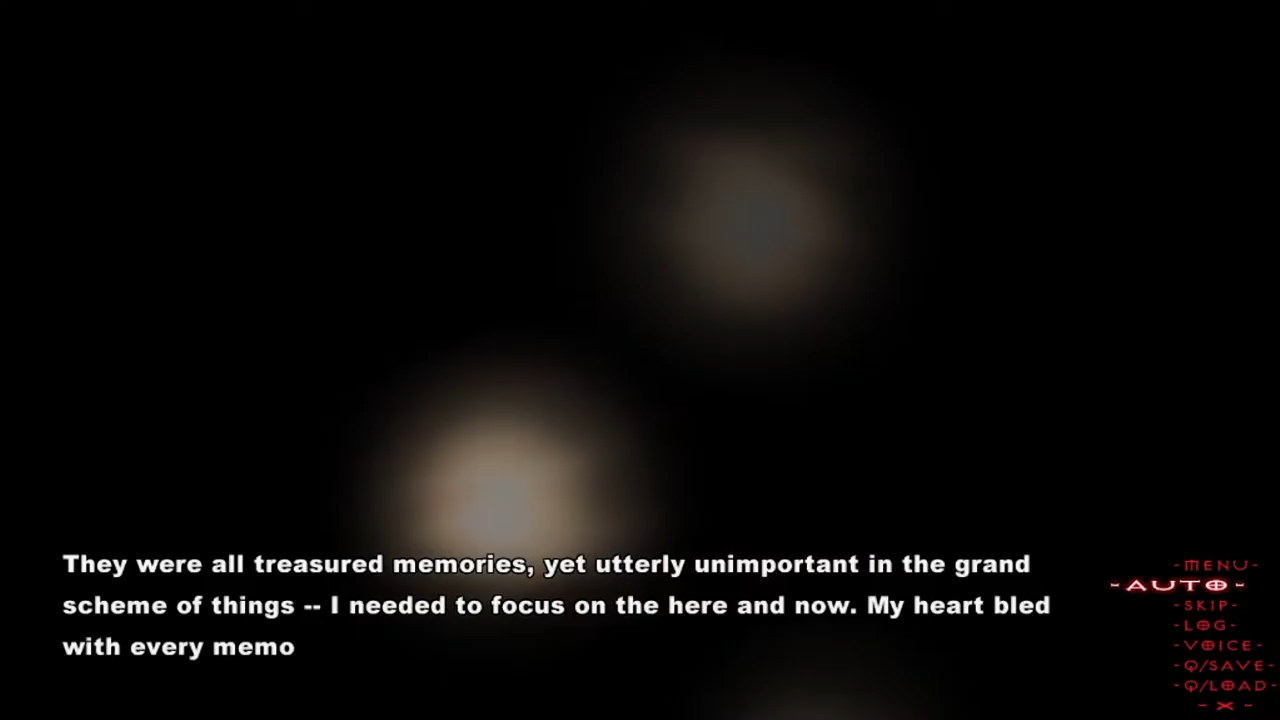 They were all treasured memories, yet utterly unimportant in the grand
scheme of things -- I needed to focus on the here and now. My heart bled
with every memo
-MENU-
-AUTO-
-SKIP-
-LOG-
-VOICE-
-Q/SAVE-
-Q/LOAD-
-X-